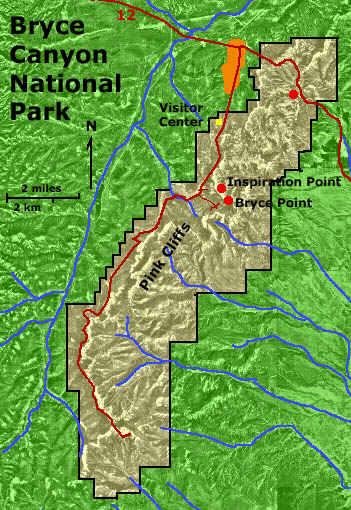 12
Bryce
Canyon
National
Park
Visitor
Center
N
2 miles
2 km
Inspiration Point
Bryce Point
Pink Cliffs